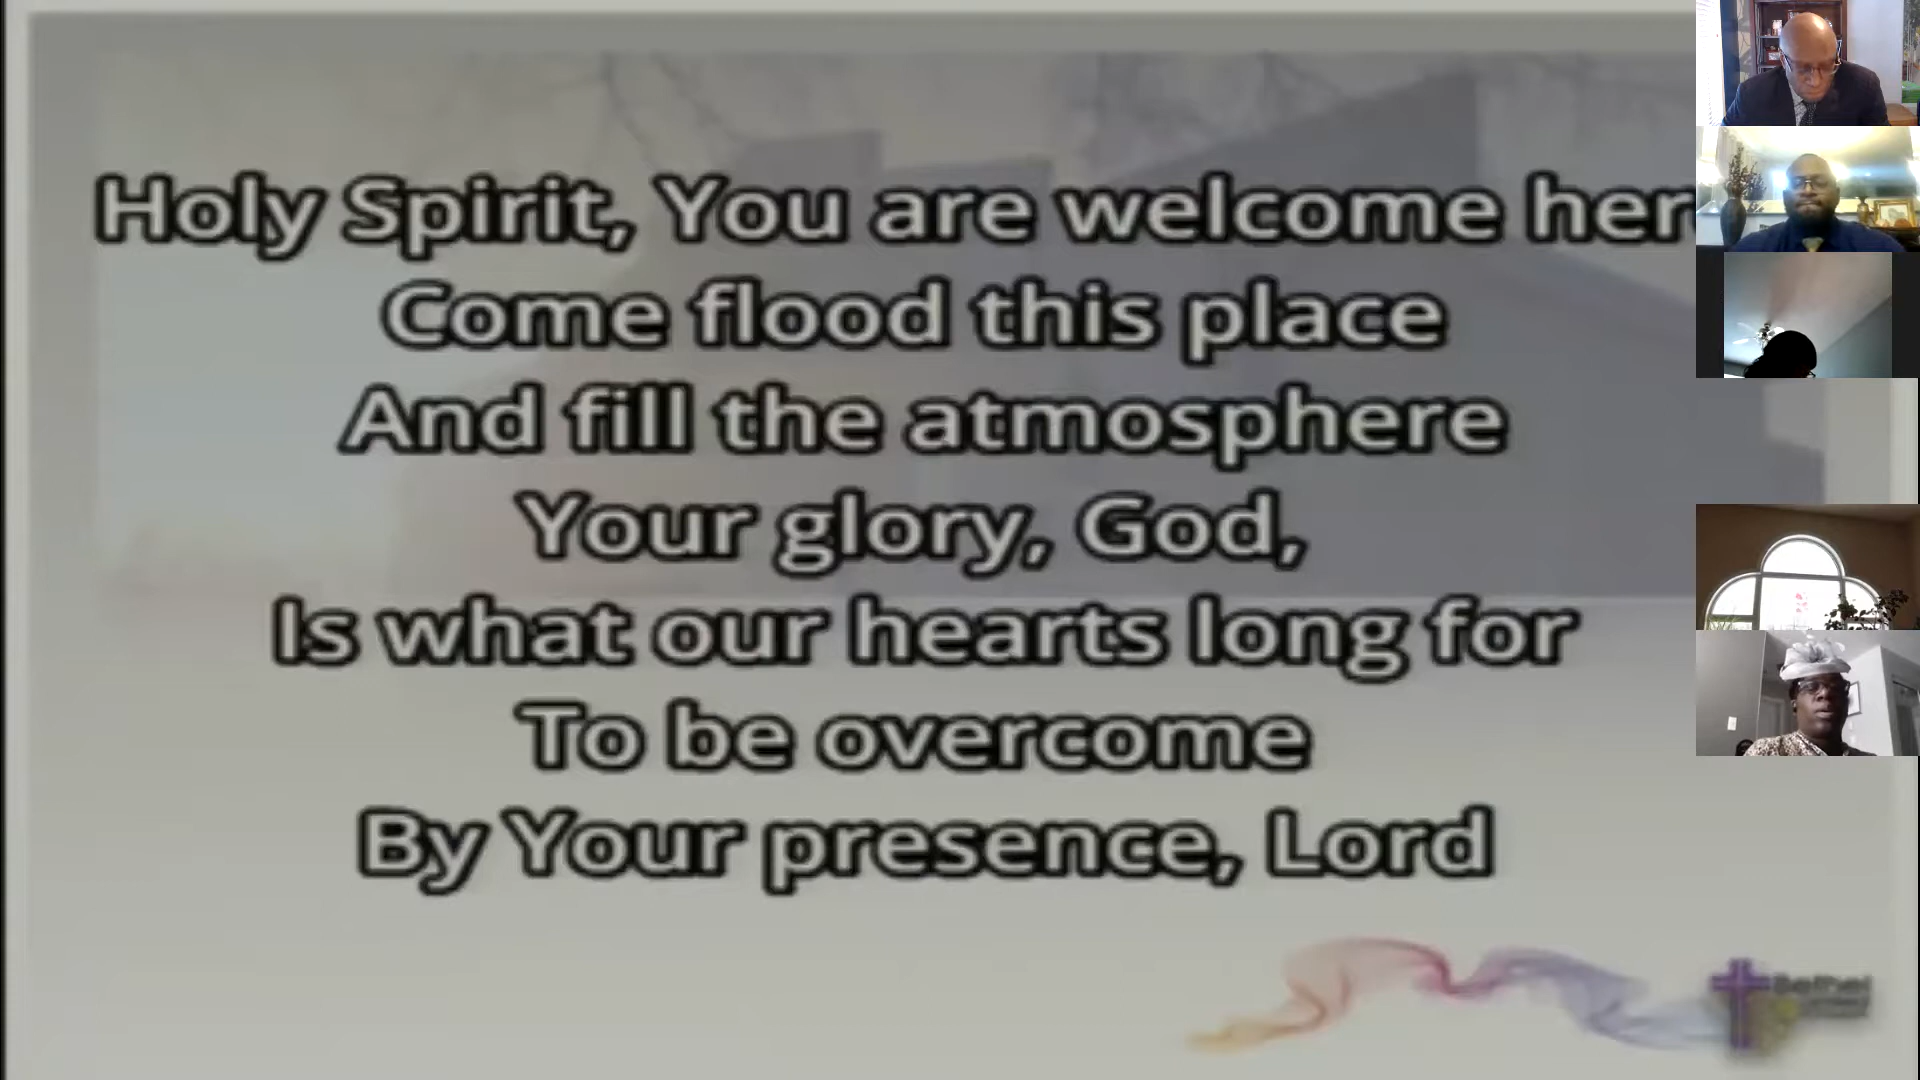 Holy Spirit, You are welcome her
Come flood this place
And fill the atmosphere
Your glory, God,
Is what our hearts long for
To be overcome
By Your presence, Lord
Bethel